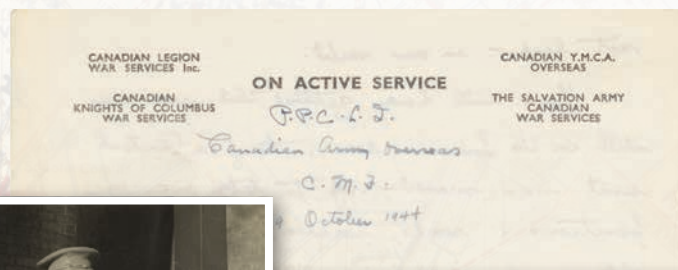 CANADIAN LEGION
WAR SERVICES Inc.
CANADIAN
KNIGHTS OF COLUMBUS
WAR SERVICES
ON ACTIVE SERVICE
CANADIAN Y.M.C.A.
OVERSEAS
THE SALVATION ARMY
CANADIAN
WAR SERVICES
P.P.C.L.I.
Canadian Army Overseas
C.M.F.
October 1944